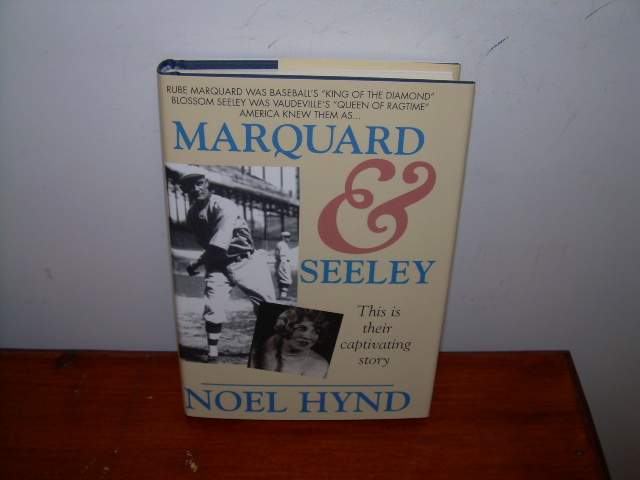 RUBE MARQUARD WAS BASEBALL'S "KING OF THE DIAMOND"
BLOSSOM SEELEY WAS VAUDEVILLE'S "QUEEN OF RAGTIME"
AMERICA KNEW THEM AS...
MARQUARD
&
SEELEY
This is
their
captivating
story
NOEL HYND